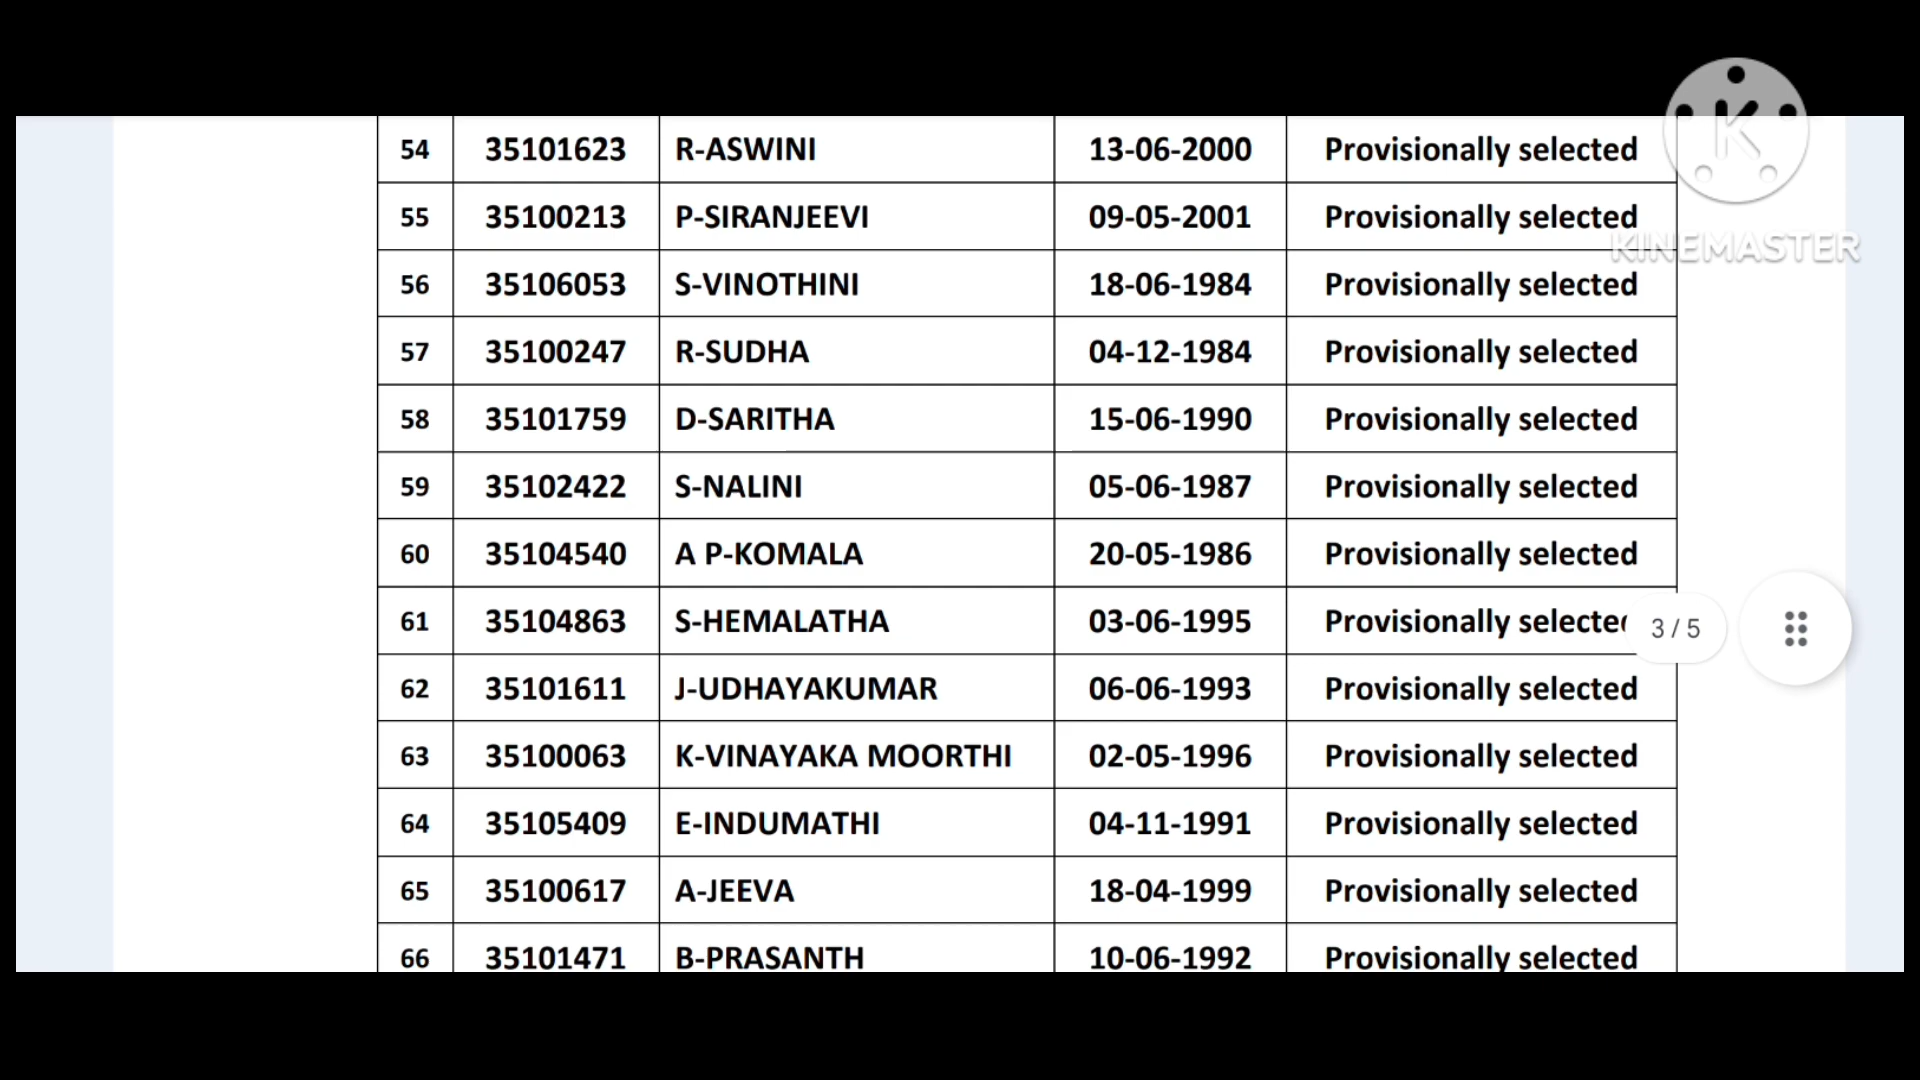 54 35101623 R-ASWINI 13-06-2000 Provisionally selected
55 35100213 P-SIRANJEEVI 09-05-2001 Provisionally selected
KINEMASTER
56 35106053 S-VINOTHINI 18-06-1984 Provisionally selected
57 35100247 R-SUDHA 04-12-1984 Provisionally selected
58 35101759 D-SARITHA 15-06-1990 Provisionally selected
59 35102422 S-NALINI 05-06-1987 Provisionally selected
60 35104540 A P-KOMALA 20-05-1986 Provisionally selected
61 35104863 S-HEMALATHA 03-06-1995 Provisionally selected 3 / 5
62 35101611 J-UDHAYAKUMAR 06-06-1993 Provisionally selected
63 35100063 K-VINAYAKA MOORTHI 02-05-1996 Provisionally selected
64 35105409 E-INDUMATHI 04-11-1991 Provisionally selected
65 35100617 A-JEEVA 18-04-1999 Provisionally selected
66 35101471 B-PRASANTH 10-06-1992 Provisionally selected